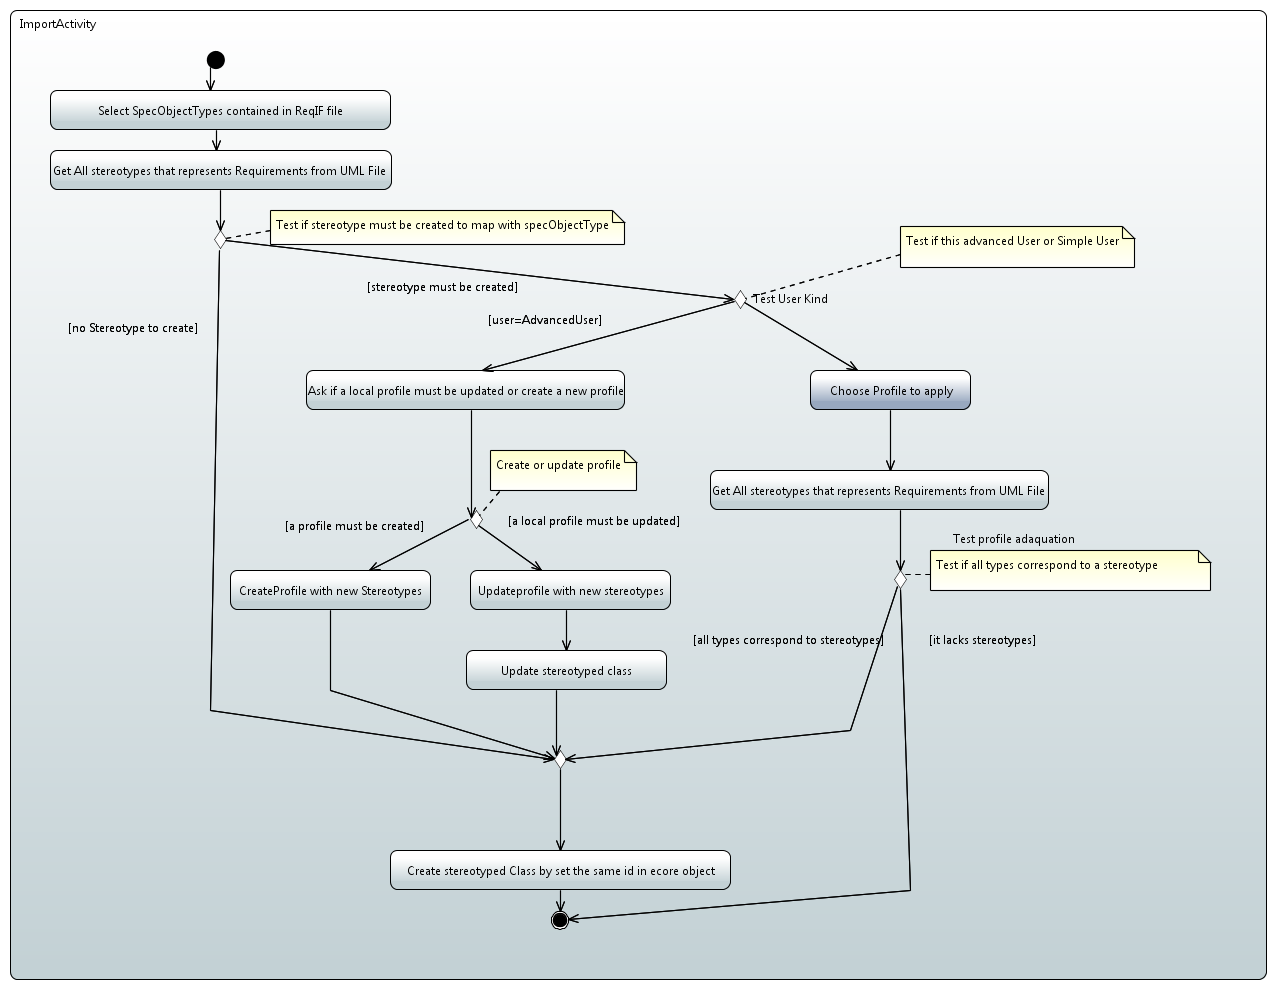 ImportActivity
Select SpecObjectTypes contained in ReqIF file
Get All stereotypes that represents Requirements from UML File
Test if stereotype must be created to map with specObjectType
Test if this advanced User or Simple User
[stereotype must be created]
Test User Kind
[no Stereotype to create]
[user=AdvancedUser]
Ask if a local profile must be updated or create a new profile
Choose Profile to apply
Create or update profile
Get All stereotypes that represents Requirements from UML File
[a profile must be created]
[a local profile must be updated]
Test profile adaquation
Test if all types correspond to a stereotype
CreateProfile with new Stereotypes
Updateprofile with new stereotypes
[all types correspond to stereotypes]
[it lacks stereotypes]
Update stereotyped class
Create stereotyped Class by set the same id in ecore object